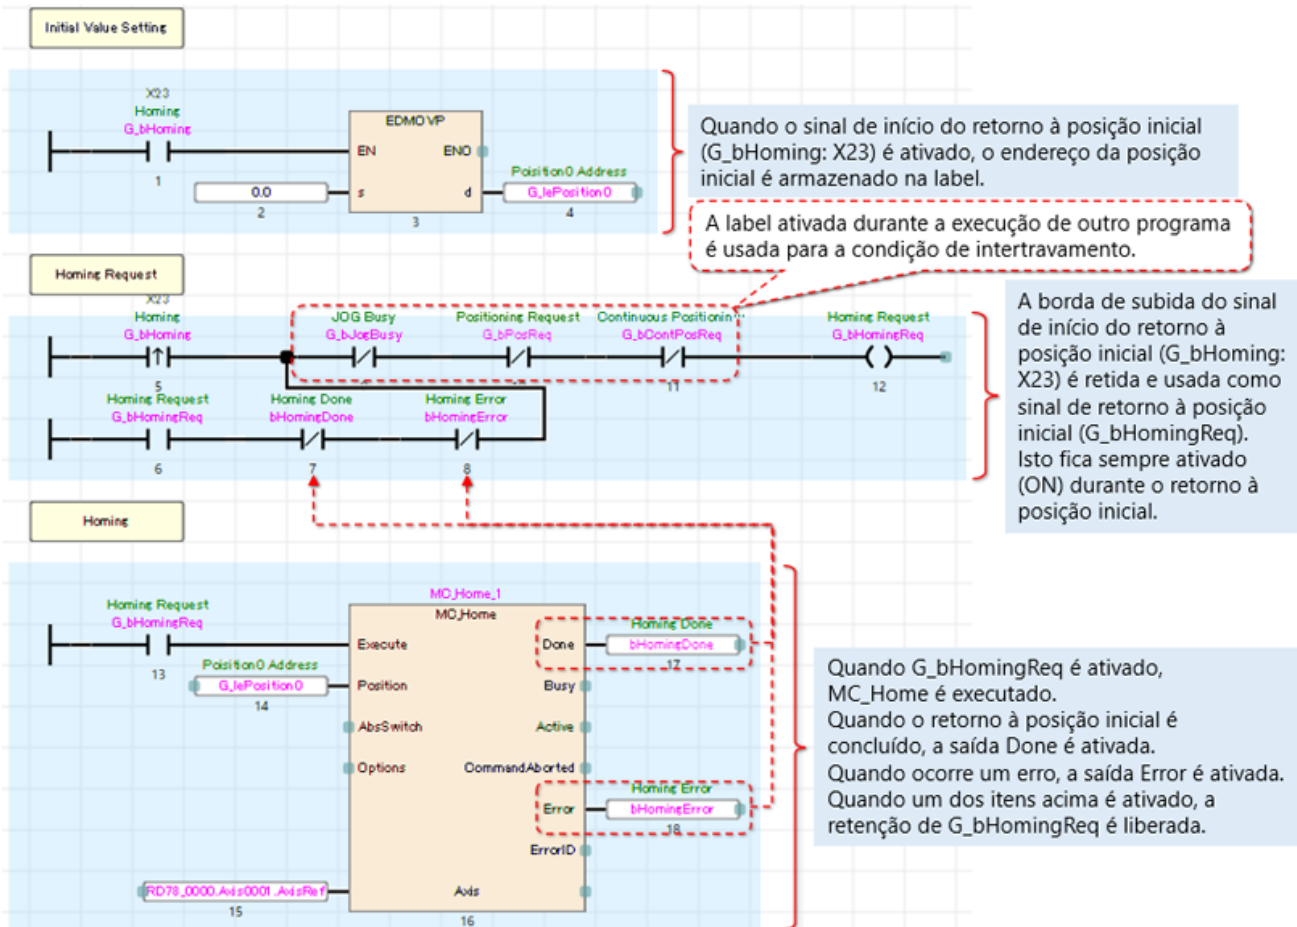 Initial Value Setting
X23
Homing
G_bHoming
1
EDMOVP
EN
ENO
0.0
s
d
2
3
Poisition0 Address
G_lePosition0
4
Quando o sinal de início do retorno à posição inicial
(G_bHoming: X23) é ativado, o endereço da posição
inicial é armazenado na label.
A label ativada durante a execução de outro programa
é usada para a condição de intertravamento.
Homing Request
X23
Homing
G_bHoming
5
JOG Busy
G_bJogBusy
Positioning Request
G_bPosReq
Continuous Positionin...
G_bContPosReq
11
Homing Request
G_bHomingReq
12
Homing Request
G_bHomingReq
6
Homing Done
bHomingDone
7
Homing Error
bHomingError
8
A borda de subida do sinal
de início do retorno à
posição inicial (G_bHoming:
X23) é retida e usada como
sinal de retorno à posição
inicial (G_bHomingReq).
Isto fica sempre ativado
(ON) durante o retorno à
posição inicial.
Homing
Homing Request
G_bHomingReq
13
Poisition0 Address
G_lePosition0
14
RD78_0000.Axis0001.AxisRef
15
MC_Home_1
MC_Home
Execute
Done
Position
Busy
AbsSwitch
Active
Options
CommandAborted
Error
ErrorID
Axis
16
Homing Done
bHomingDone
17
Homing Error
bHomingError
18
Quando G_bHomingReq é ativado,
MC_Home é executado.
Quando o retorno à posição inicial é
concluído, a saída Done é ativada.
Quando ocorre um erro, a saída Error é ativada.
Quando um dos itens acima é ativado, a
retenção de G_bHomingReq é liberada.